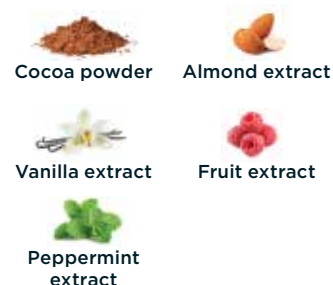 Cocoa powder
Almond extract
Vanilla extract
Fruit extract
Peppermint
extract